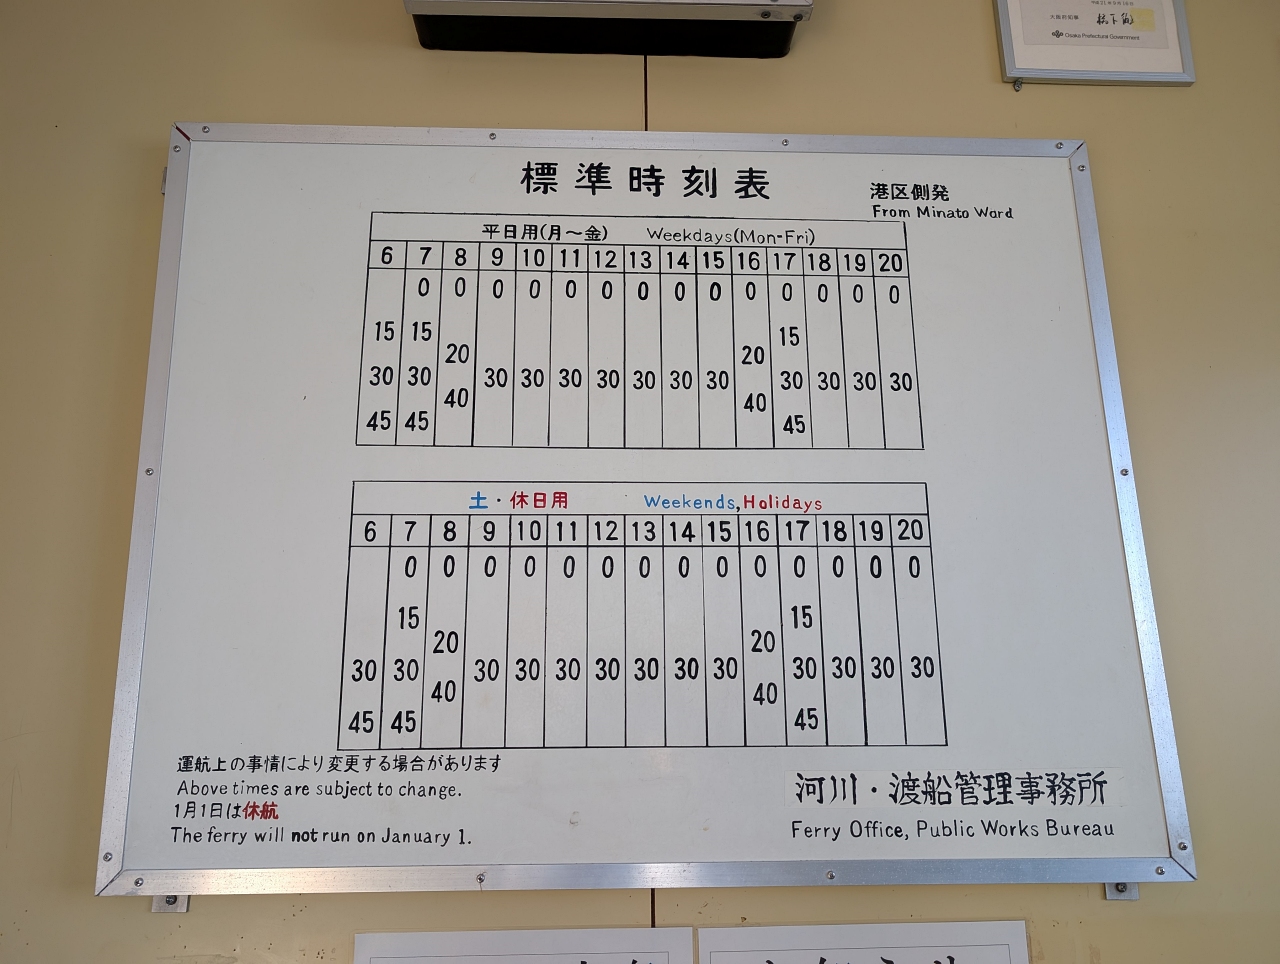 大阪府知事
Osaka Prefectural Government
標準時刻表
港区側発
From Minato Ward
平日用(月～金) Weekdays(Mon-Fri)
6 7 8 9 10 11 12 13 14 15 16 17 18 19 20
0 0 0 0 0 0 0 0 0 0 0 0 0 0
15 15 20 20 15
30 30 30 30 30 30 30 30 30 30 30 30 30 30
40 40
45 45 45
土・休日用 Weekends,Holidays
6 7 8 9 10 11 12 13 14 15 16 17 18 19 20
0 0 0 0 0 0 0 0 0 0 0 0 0 0
15 20 20 15
30 30 30 30 30 30 30 30 30 30 30 30 30
40 40
45 45 45
運航上の事情により変更する場合があります
Above times are subject to change.
1月1日は休航
The ferry will not run on January 1.
河川・渡船管理事務所
Ferry Office, Public Works Bureau